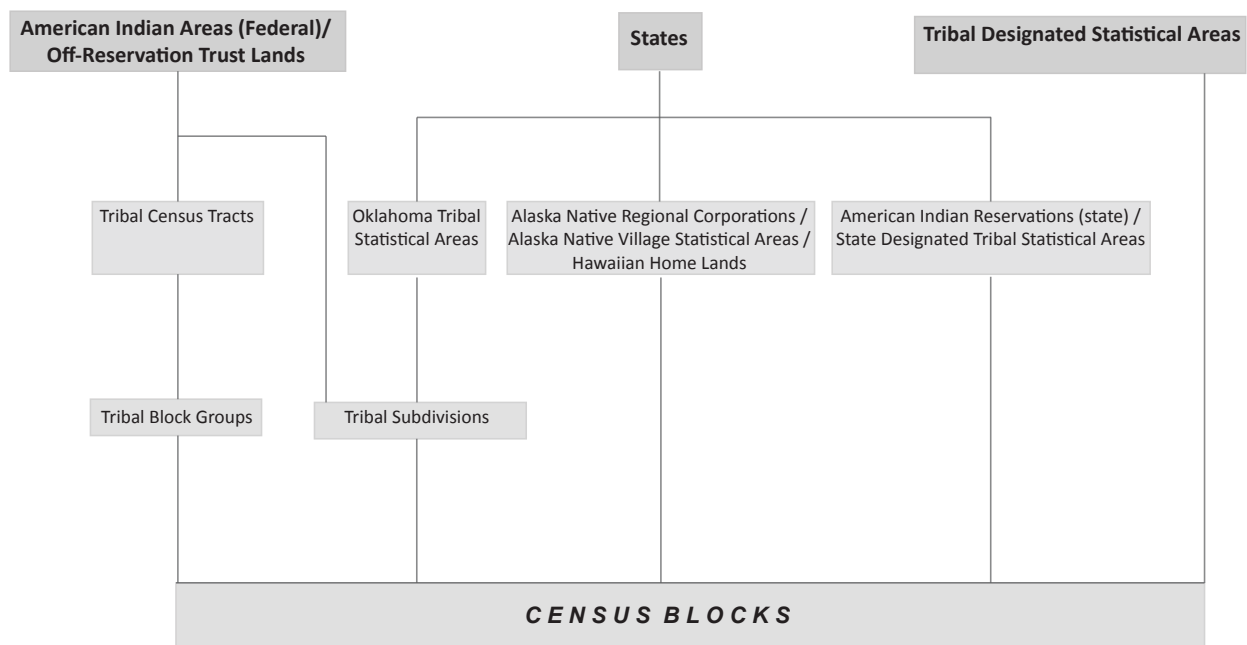 American Indian Areas (Federal)/
Off-Reservation Trust Lands
States
Tribal Designated Statistical Areas
Tribal Census Tracts
Oklahoma Tribal
Statistical Areas
Alaska Native Regional Corporations /
Alaska Native Village Statistical Areas /
Hawaiian Home Lands
American Indian Reservations (state) /
State Designated Tribal Statistical Areas
Tribal Block Groups
Tribal Subdivisions
CENSUS BLOCKS